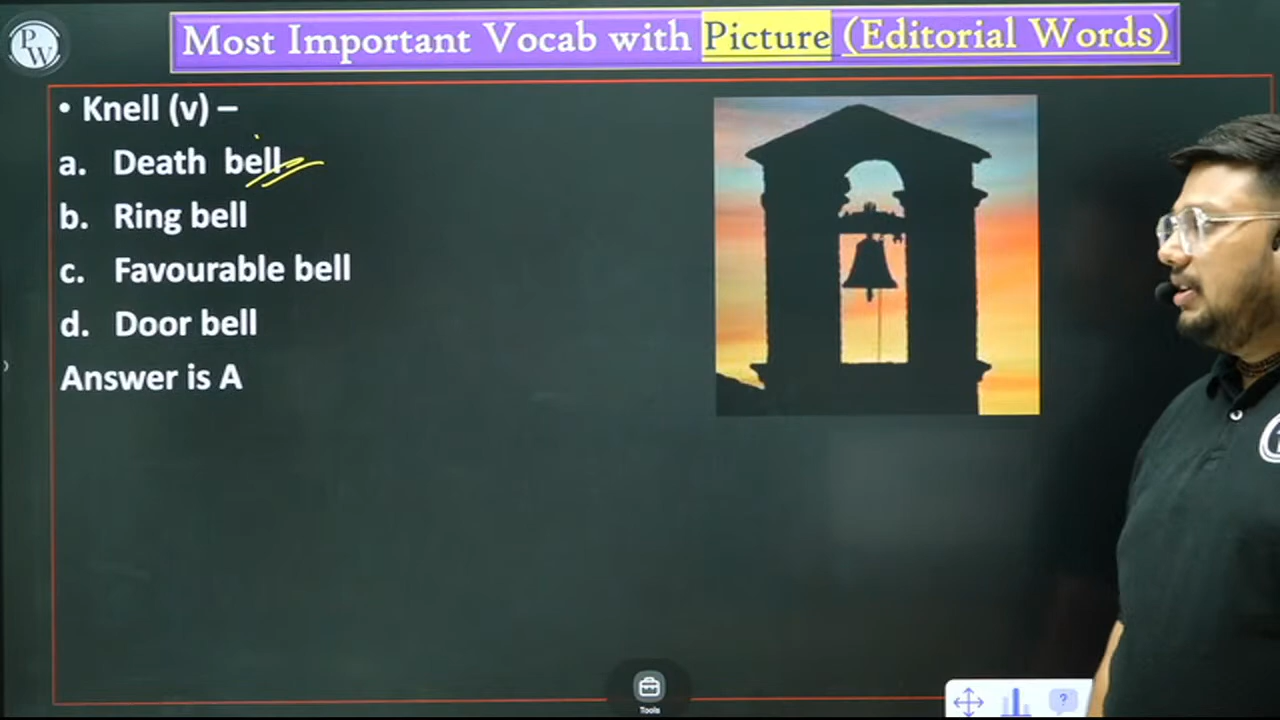 PW
Most Important Vocab with Picture (Editorial Words)
• Knell (v) –
a. Death bell
b. Ring bell
c. Favourable bell
d. Door bell
Answer is A
Tools
?